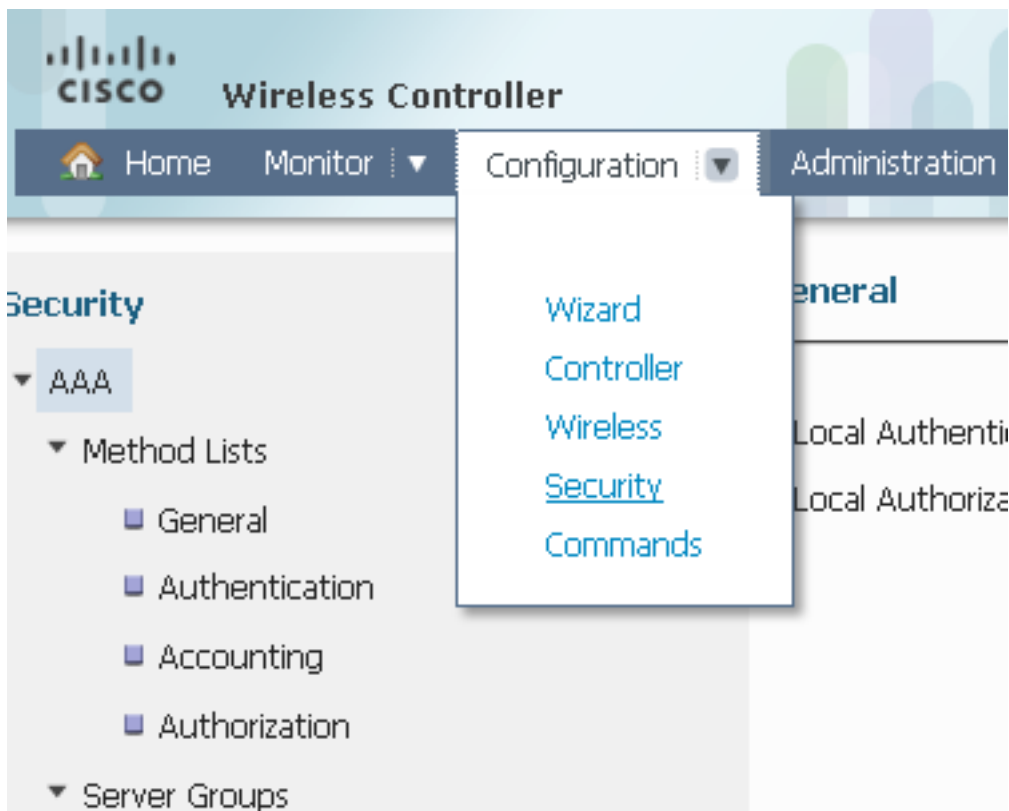 CISCO
Wireless Controller
Home Monitor Configuration Administration
Wizard
Controller
Wireless
Security
Commands
Security
AAA
Method Lists
General
Authentication
Accounting
Authorization
Server Groups
eneral
Local Authenti
Local Authoriza